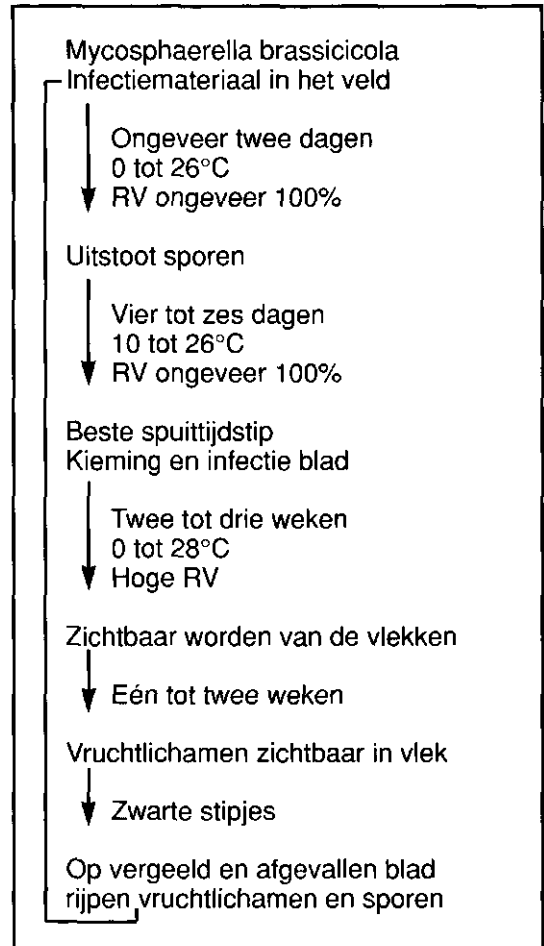 Mycosphaerella brassicicola
Infectiemateriaal in het veld
Ongeveer twee dagen
0 tot 26°C
RV ongeveer 100%
Uitstoot sporen
Vier tot zes dagen
10 tot 26°C
RV ongeveer 100%
Beste spuittijdstip
Kieming en infectie blad
Twee tot drie weken
0 tot 28°C
Hoge RV
Zichtbaar worden van de vlekken
Eén tot twee weken
Vruchtlichamen zichtbaar in vlek
Zwarte stipjes
Op vergeeld en afgevallen blad
rijpen vruchtlichamen en sporen